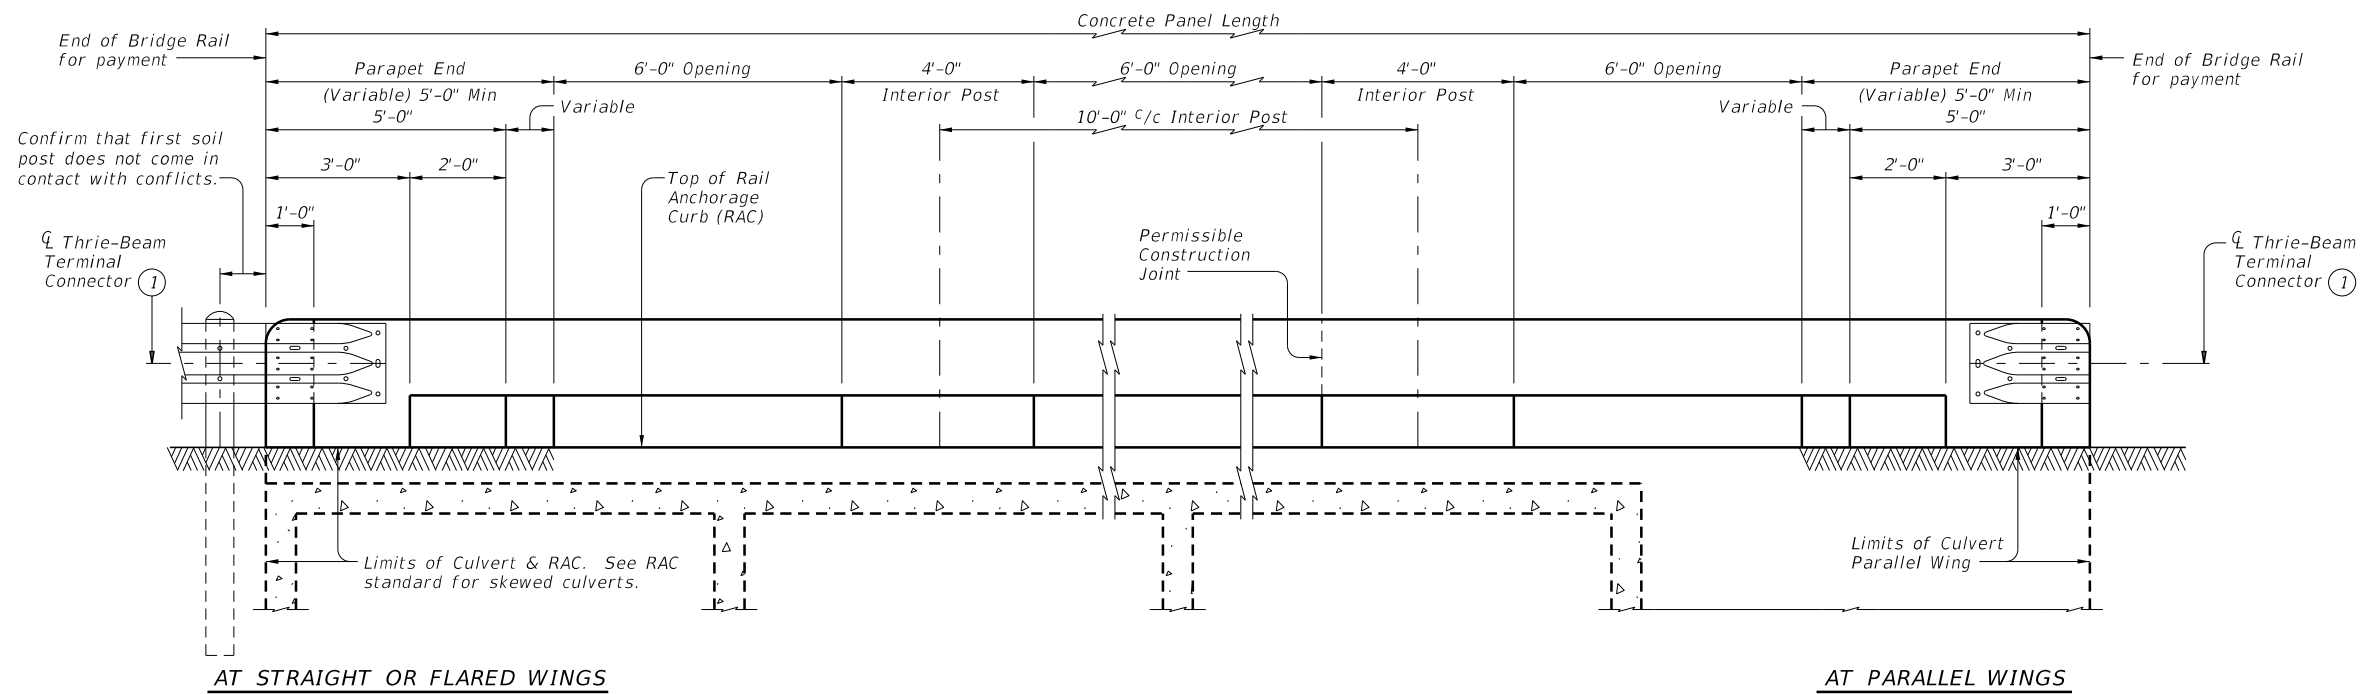 Concrete Panel Length
End of Bridge Rail
for payment
End of Bridge Rail
for payment
Parapet End
(Variable) 5'-0" Min
6'-0" Opening
4'-0"
Interior Post
6'-0" Opening
4'-0"
Interior Post
6'-0" Opening
Parapet End
(Variable) 5'-0" Min
5'-0"
Variable
10'-0" C/c Interior Post
Variable
5'-0"
Confirm that first soil
post does not come in
contact with conflicts.
3'-0"
2'-0"
Top of Rail
Anchorage
Curb (RAC)
2'-0"
3'-0"
1'-0"
1'-0"
℄ Thrie-Beam
Terminal
Connector 1
Permissible
Construction
Joint
℄ Thrie-Beam
Terminal
Connector 1
Limits of Culvert & RAC. See RAC
standard for skewed culverts.
Limits of Culvert
Parallel Wing
AT STRAIGHT OR FLARED WINGS
AT PARALLEL WINGS